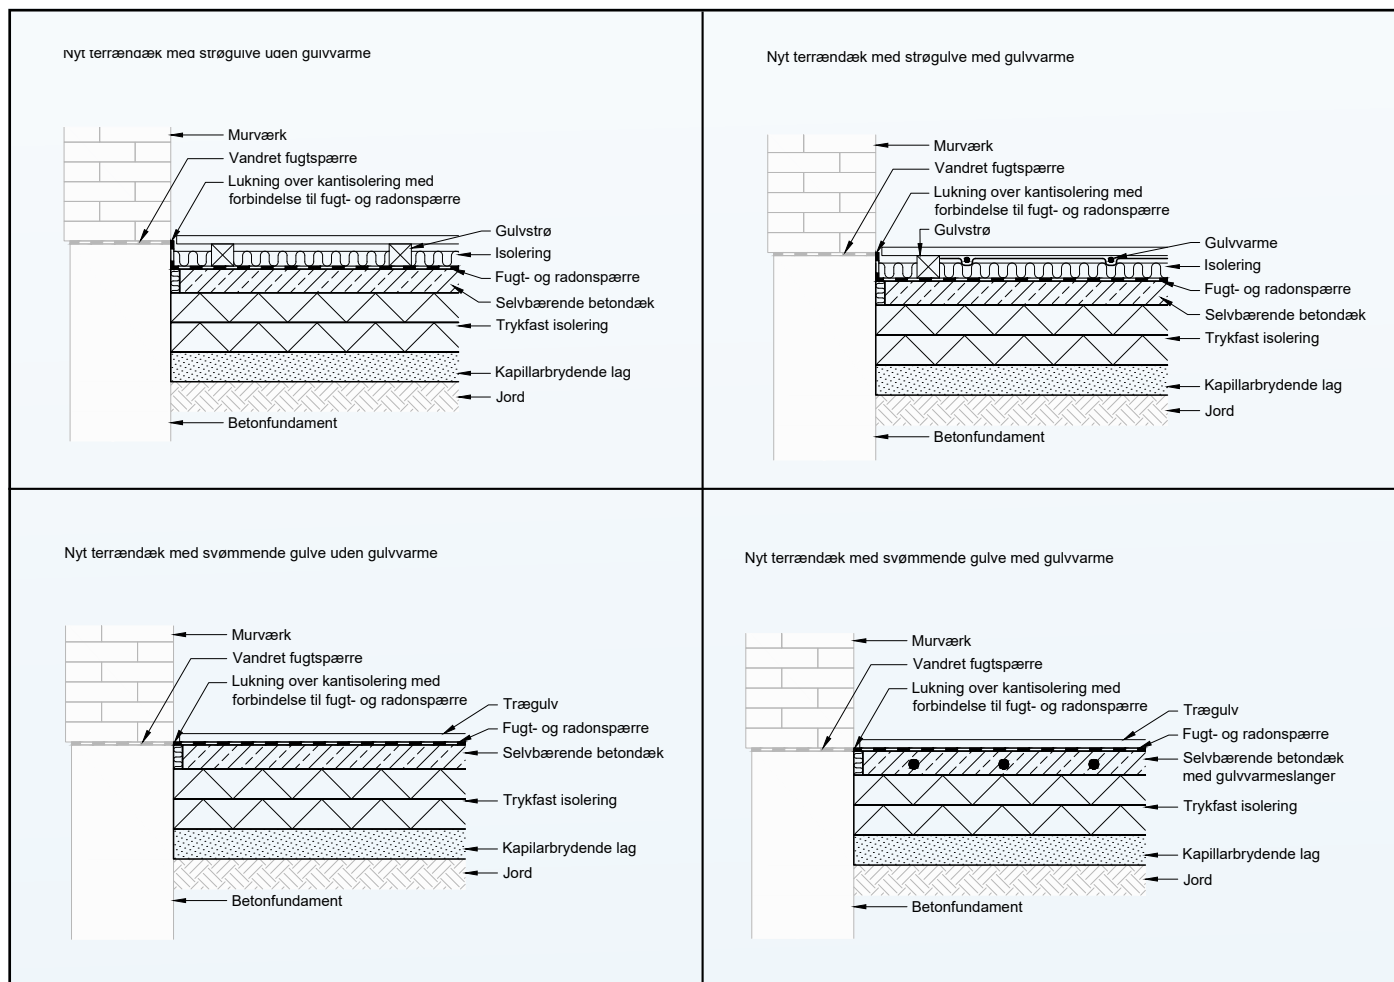 Nyt terrændæk med strøgulve uden gulvvarme
Murværk
Vandret fugtspærre
Lukning over kantisolering med
forbindelse til fugt- og radonspærre
Gulvstrø
Isolering
Fugt- og radonspærre
Selvbærende betondæk
Trykfast isolering
Kapillarbrydende lag
Jord
Betonfundament
Nyt terrændæk med strøgulve med gulvvarme
Murværk
Vandret fugtspærre
Lukning over kantisolering med
forbindelse til fugt- og radonspærre
Gulvstrø
Gulvvarme
Isolering
Fugt- og radonspærre
Selvbærende betondæk
Trykfast isolering
Kapillarbrydende lag
Jord
Betonfundament
Nyt terrændæk med svømmende gulve uden gulvvarme
Murværk
Vandret fugtspærre
Lukning over kantisolering med
forbindelse til fugt- og radonspærre
Trægulv
Fugt- og radonspærre
Selvbærende betondæk
Trykfast isolering
Kapilarbrydende lag
Jord
Betonfundament
Nyt terrændæk med svømmende gulve med gulvvarme
Murværk
Vandret fugtspærre
Lukning over kantisolering med
forbindelse til fugt- og radonspærre
Trægulv
Fugt- og radonspærre
Selvbærende betondæk
med gulvvarmeslanger
Trykfast isolering
Kapillarbrydende lag
Jord
Betonfundament